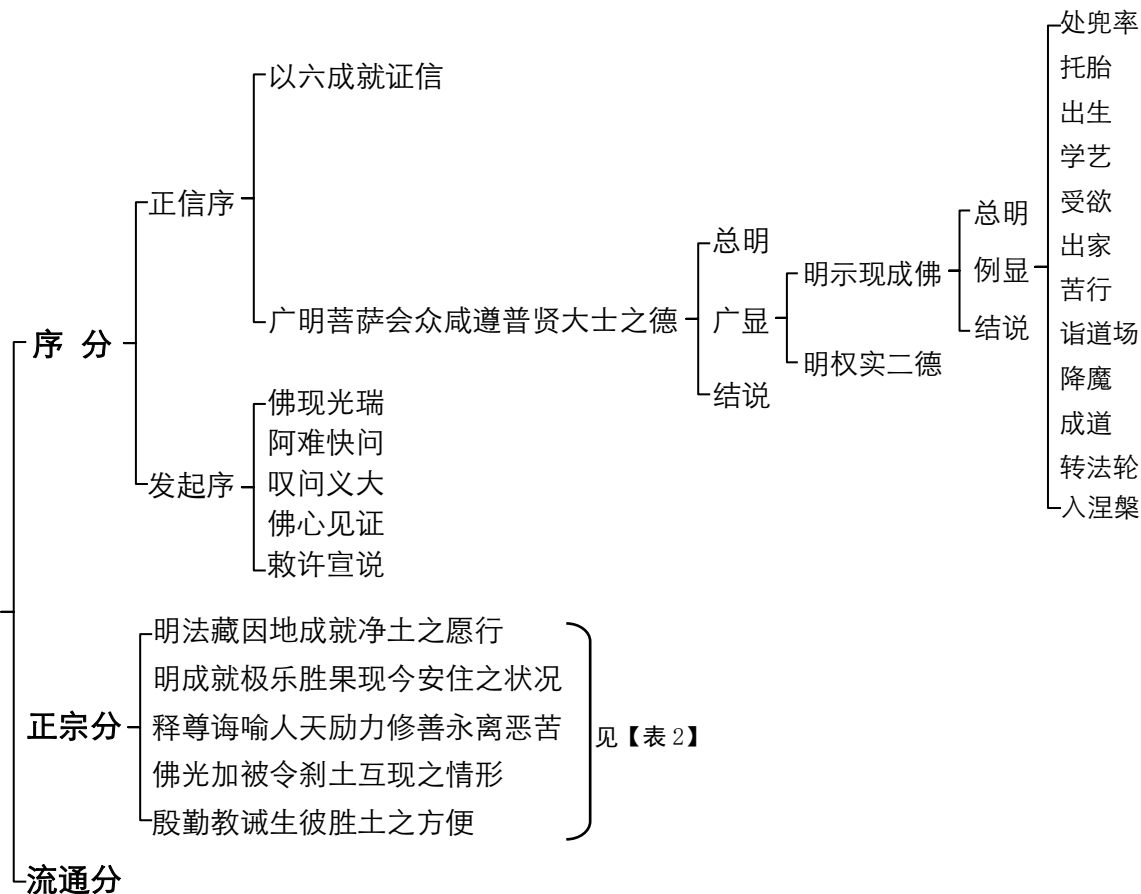 序 分
正信序
以六成就证信
广明菩萨会众咸遵普贤大士之德
总明
广显
明示现成佛
总明
例显
处兜率
托胎
出生
学艺
受欲
出家
苦行
诣道场
降魔
成道
转法轮
入涅槃
结说
明权实二德
结说
发起序
佛现光瑞
阿难快问
叹问义大
佛心见证
敕许宣说
正宗分
明法藏因地成就净土之愿行
明成就极乐胜果现今安住之状况
释尊诲喻人天励力修善永离恶苦
佛光加被令刹土互现之情形
殷勤教诫生彼胜土之方便
见【表2】
流通分